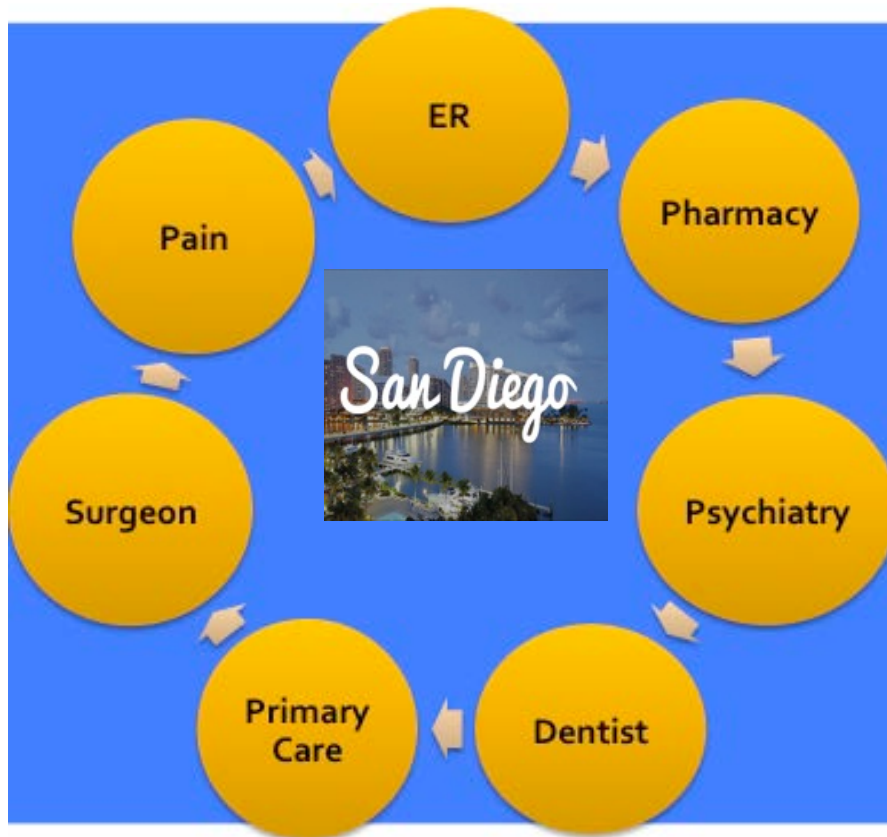 ER
Pharmacy
Psychiatry
Dentist
Primary
Care
Surgeon
Pain
San Diego